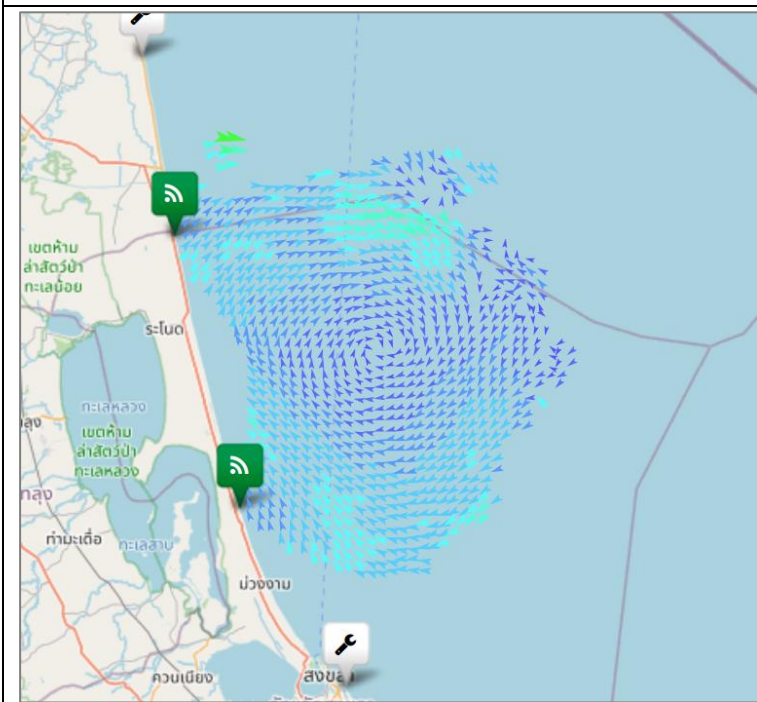 เขตห้าม
ล่าสัตว์ป่า
ทะเลน้อย
ระโนด
ทะเลหลวง
เขตห้าม
ล่าสัตว์ป่า
ทะเลหลวง
ลุง
ทลุง
ท่ามะเดื่อ
ทะเลสาบ
ม่วงงาม
ควนเนียง